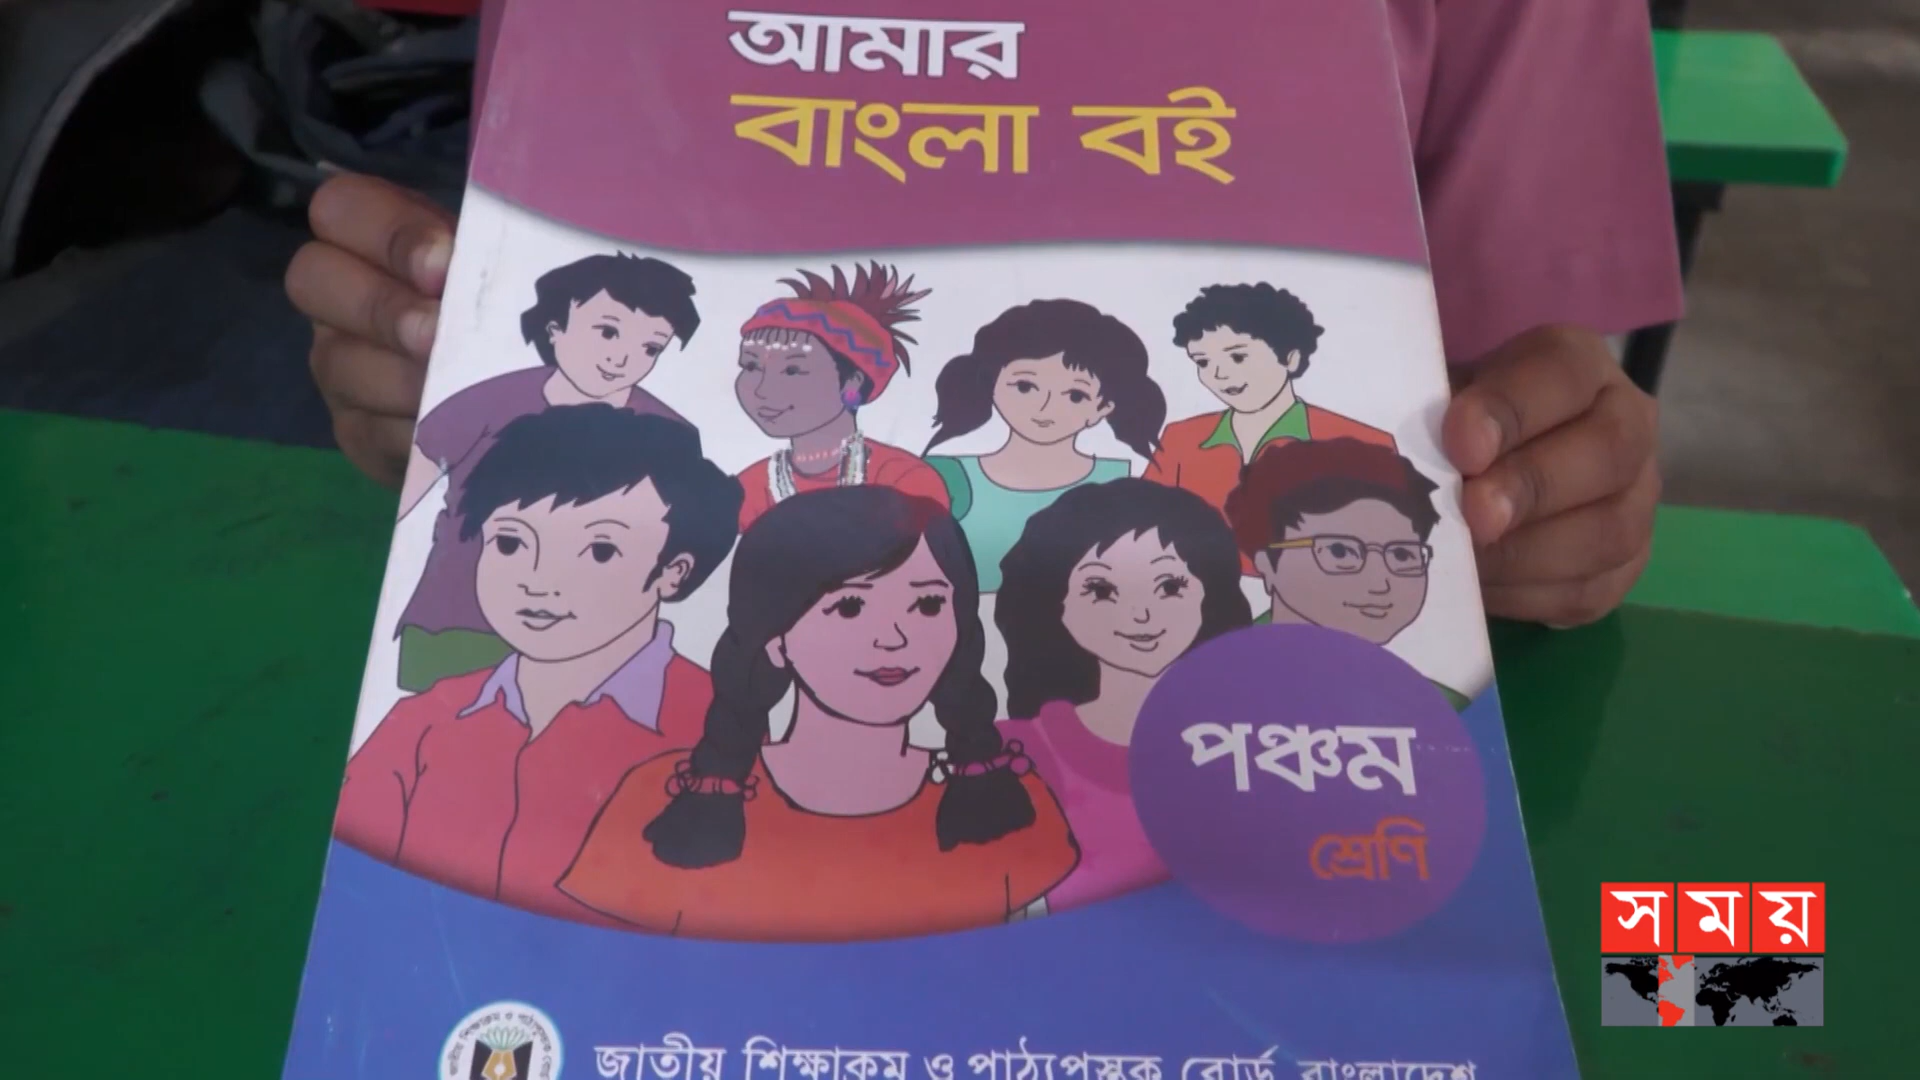 আমার
বাংলা বই
পঞ্চম
শ্রেণি
জাতীয় শিক্ষাক্রম ও পাঠ্যপুস্তক বোর্ড, বাংলাদেশ
সময়